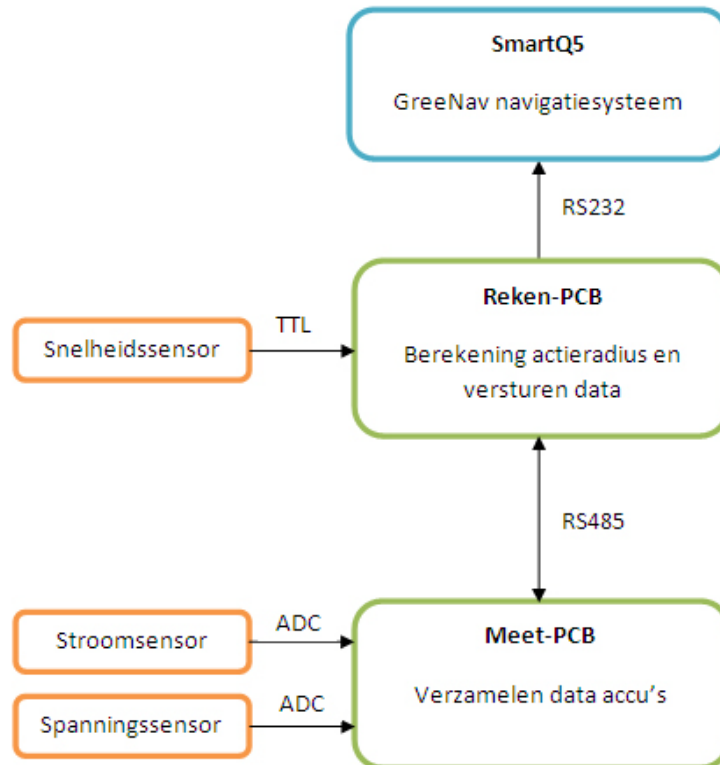 SmartQ5
GreeNav navigatiesysteem
RS232
Reken-PCB
TTL
Snelheidssensor
Berekening actieradius en
versturen data
RS485
ADC
Meet-PCB
Stroomsensor
Verzamelen data accu's
ADC
Spanningssensor